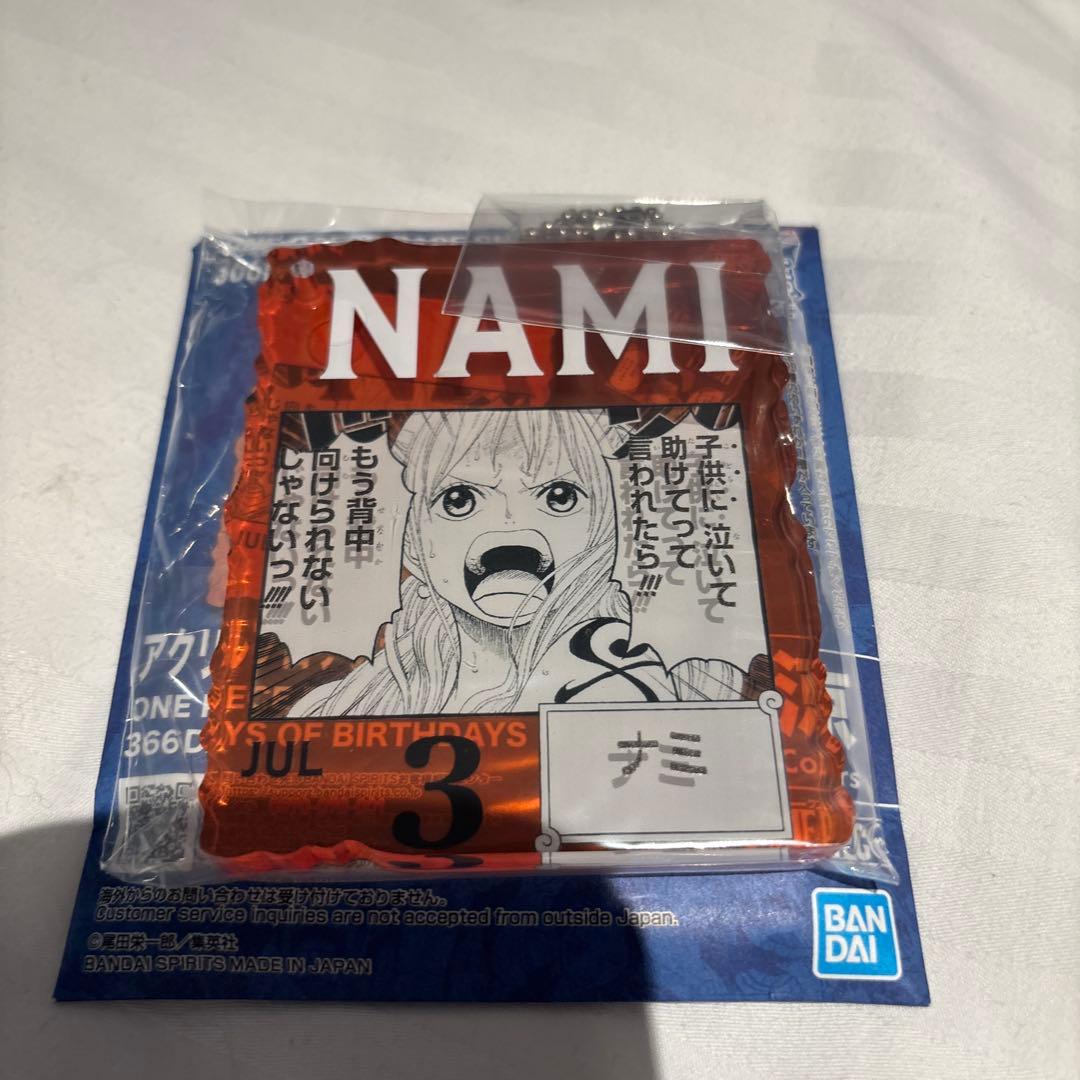 NAMI
子供に泣いて
助けてって
言われたら!!!
もう背中
向けられない
じゃないっ!!!!
ONE PIECE
366DAYS OF BIRTHDAYS
JUL
3
ナミ
海外からのお問い合わせは受け付けておりません。
Customer service inquiries are not accepted from outside Japan.
©尾田栄一郎／集英社
BANDAI SPIRITS MADE IN JAPAN
BAN
DAI